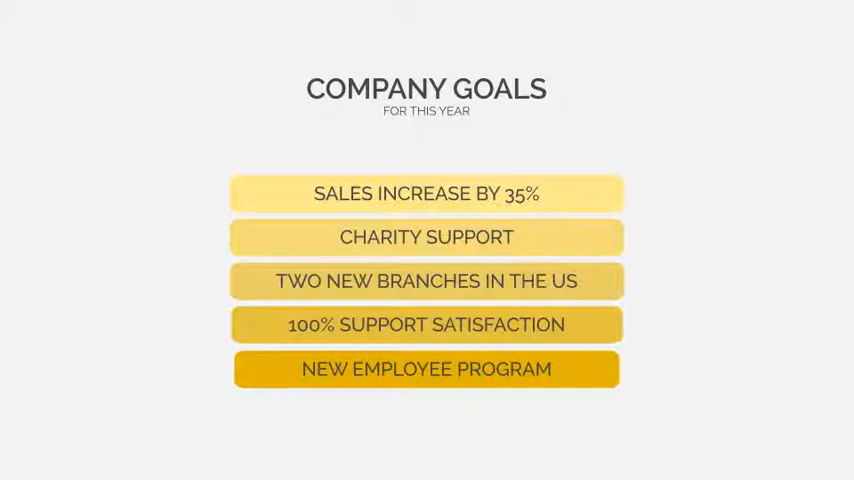 COMPANY GOALS
FOR THIS YEAR
SALES INCREASE BY 35%
CHARITY SUPPORT
TWO NEW BRANCHES IN THE US
100% SUPPORT SATISFACTION
NEW EMPLOYEE PROGRAM